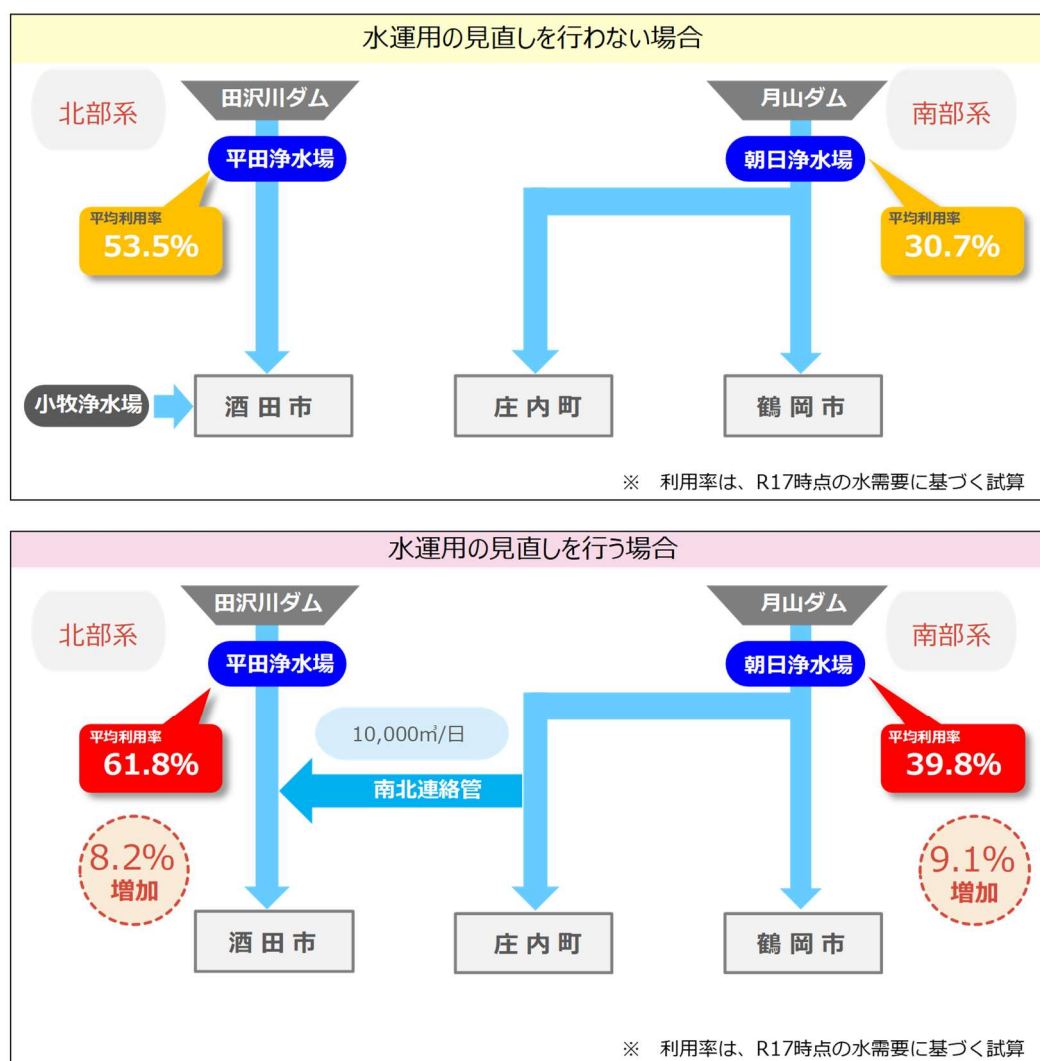 水運用の見直しを行わない場合
北部系
田沢川ダム
月山ダム
南部系
平田浄水場
朝日浄水場
平均利用率
53.5%
平均利用率
30.7%
小牧浄水場
酒田市
庄内町
鶴岡市
※　利用率は、R17時点の水需要に基づく試算
水運用の見直しを行う場合
北部系
田沢川ダム
月山ダム
南部系
平田浄水場
朝日浄水場
平均利用率
61.8%
10,000㎥/日
南北連絡管
平均利用率
39.8%
8.2%
増加
9.1%
増加
酒田市
庄内町
鶴岡市
※　利用率は、R17時点の水需要に基づく試算